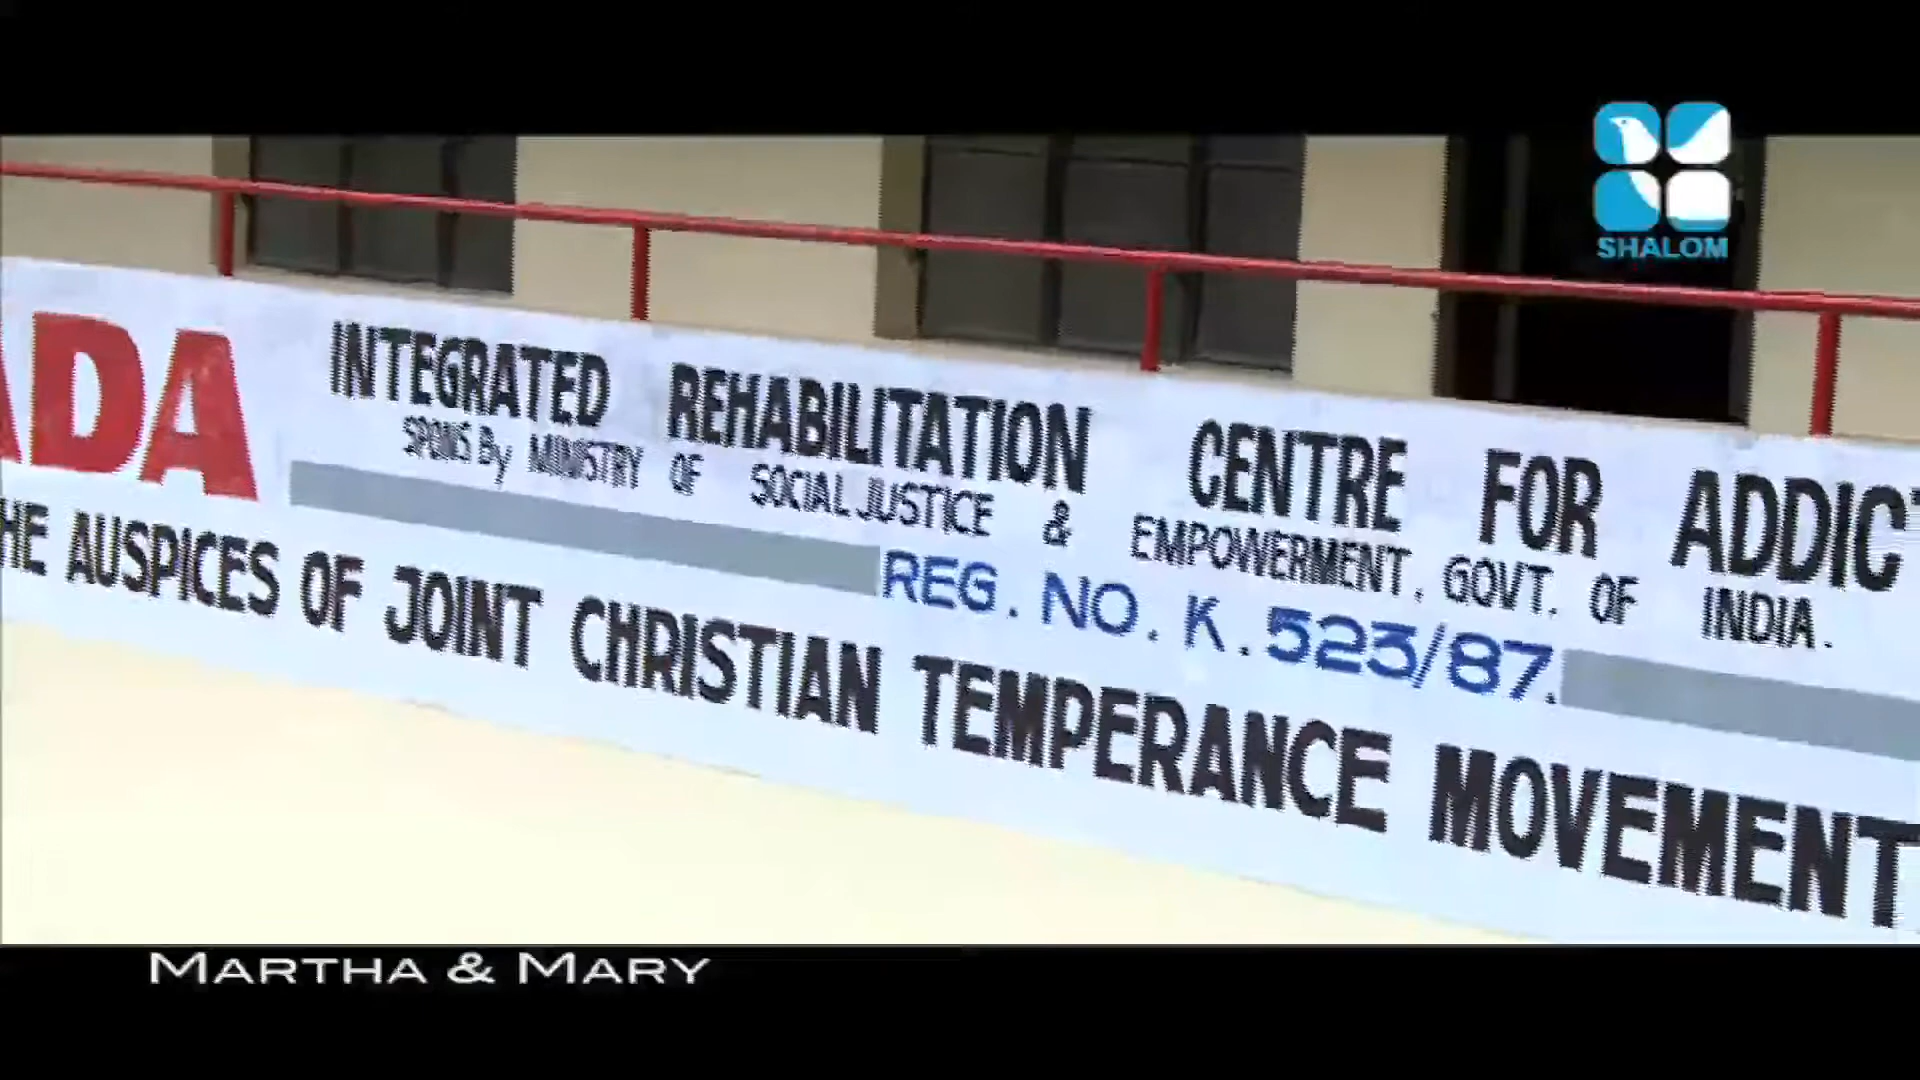 SHALOM
ADA
INTEGRATED REHABILITATION CENTRE FOR ADDICT
SPONS By MINISTRY OF SOCIAL JUSTICE & EMPOWERMENT, GOVT. OF INDIA.
REG. NO. K. 523/87.
HE AUSPICES OF JOINT CHRISTIAN TEMPERANCE MOVEMENT
MARTHA & MARY